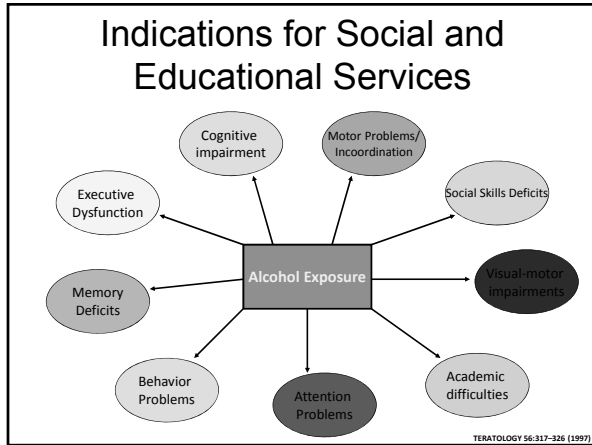 Indications for Social and
Educational Services
Cognitive
impairment
Motor Problems/
Incoordination
Executive
Dysfunction
Social Skills Deficits
Alcohol Exposure
Memory
Deficits
Visual-motor
impairments
Behavior
Problems
Attention
Problems
Academic
difficulties
TERATOLOGY 56:317–326 (1997)